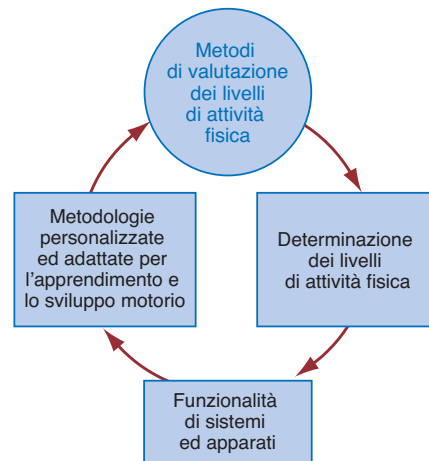 Metodi
di valutazione
dei livelli
di attività
fisica
Determinazione
dei livelli
di attività fisica
Funzionalità
di sistemi
ed apparati
Metodologie
personalizzate
ed adattate per
l'apprendimento e
lo sviluppo motorio